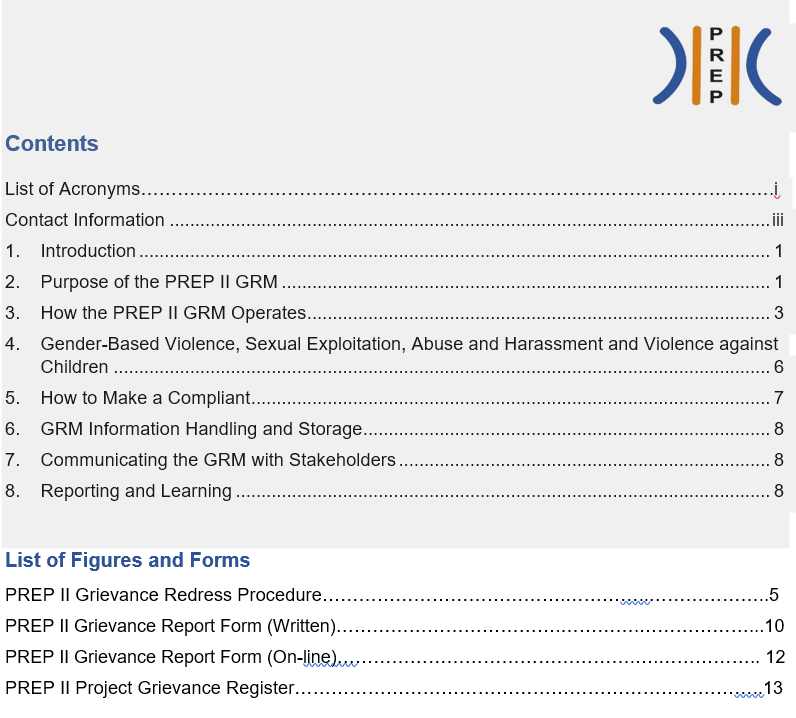 P
R
E
P
Contents
List of Acronyms……………………………………………………………………………………………….i
Contact Information ........................................................................................................................ iii
1. Introduction .............................................................................................................................. 1
2. Purpose of the PREP II GRM ................................................................................................. 1
3. How the PREP II GRM Operates............................................................................................ 3
4. Gender-Based Violence, Sexual Exploitation, Abuse and Harassment and Violence against
Children ................................................................................................................................... 6
5. How to Make a Compliant....................................................................................................... 7
6. GRM Information Handling and Storage................................................................................. 8
7. Communicating the GRM with Stakeholders .......................................................................... 8
8. Reporting and Learning .......................................................................................................... 8
List of Figures and Forms
PREP II Grievance Redress Procedure…………………………………………………………………..5
PREP II Grievance Report Form (Written)………………………………………………………………...10
PREP II Grievance Report Form (On-line)……………………………………………………………….. 12
PREP II Project Grievance Register………………………………………………………………………13